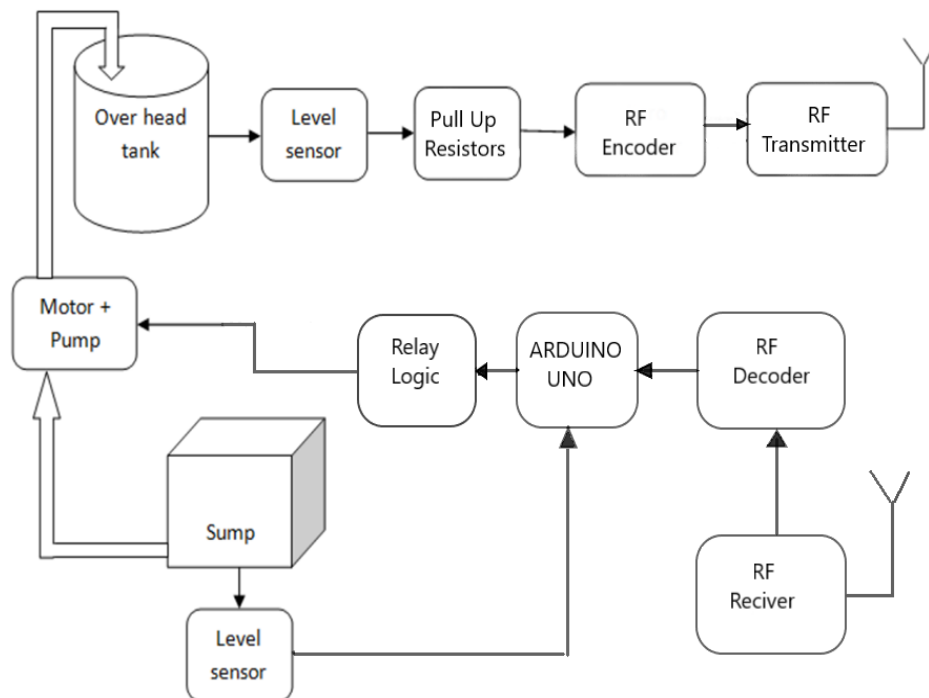 Over head
tank
Level
sensor
Pull Up
Resistors
RF
Encoder
RF
Transmitter
Motor +
Pump
Relay
Logic
ARDUINO
UNO
RF
Decoder
Sump
RF
Reciver
Level
sensor